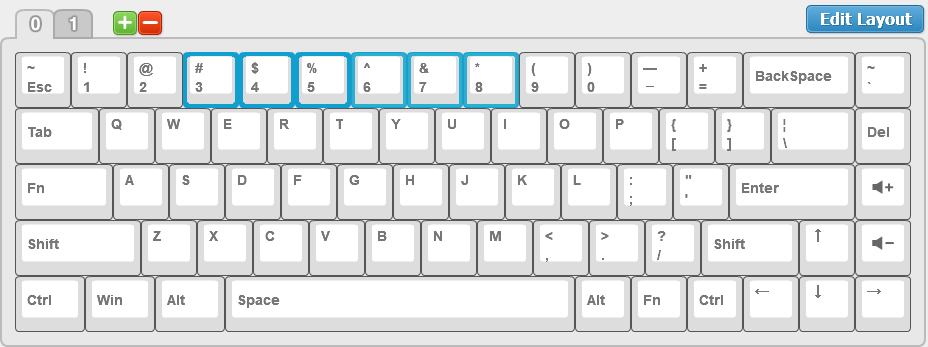 0 1 + − Edit Layout
~ ! @ # $ % ^ & * ( ) — + BackSpace ~
Esc 1 2 3 4 5 6 7 8 9 0 – = `
Tab Q W E R T Y U I O P { } ¦ Del
[ ] \
Fn A S D F G H J K L : " Enter +
; '
Shift Z X C V B N M < > ? Shift ↑ −
, . /
Ctrl Win Alt Space Alt Fn Ctrl ← ↓ →